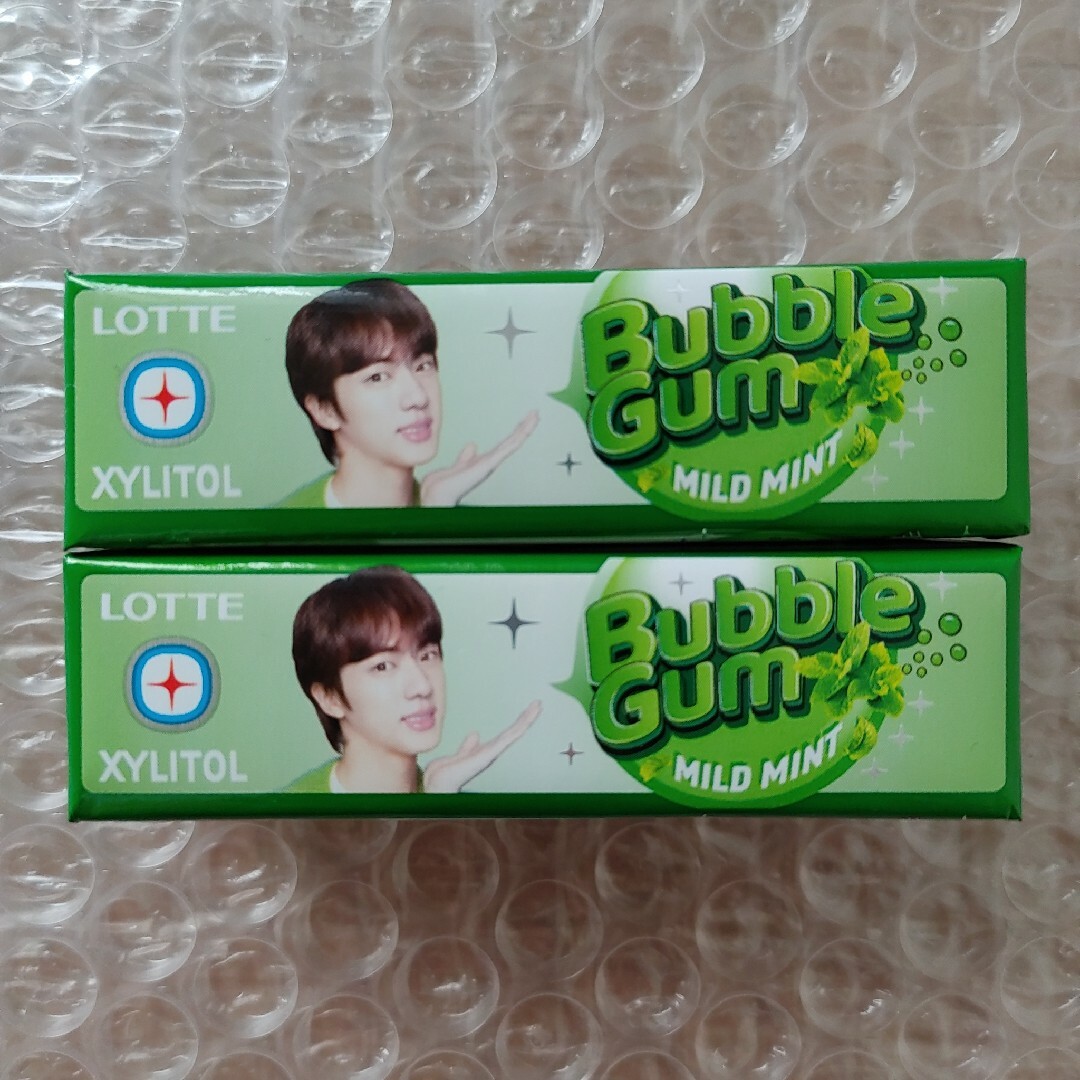 LOTTE
XYLITOL
Bubble
Gum
MILD MINT
LOTTE
XYLITOL
Bubble
Gum
MILD MINT